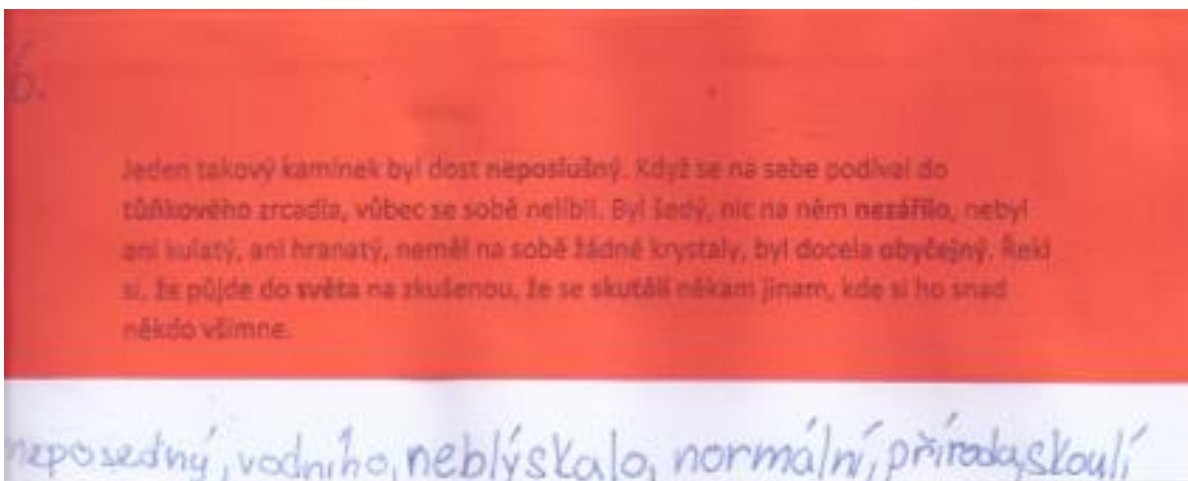 6.
Jeden takový kamínek byl dost neposlušný. Když se na sebe podíval do
tůňkového zrcadla, vůbec se sobě nelíbil. Byl šedý, nic na něm nezářilo, nebyl
ani kulatý, ani hranatý, neměl na sobě žádné krystaly, byl docela obyčejný. Řekl
si, že půjde do světa na zkušenou, že se skutálí někam jinam, kde si ho snad
někdo všimne.
neposedný, vodního, neblýskalo, normální, příroda, skoulí